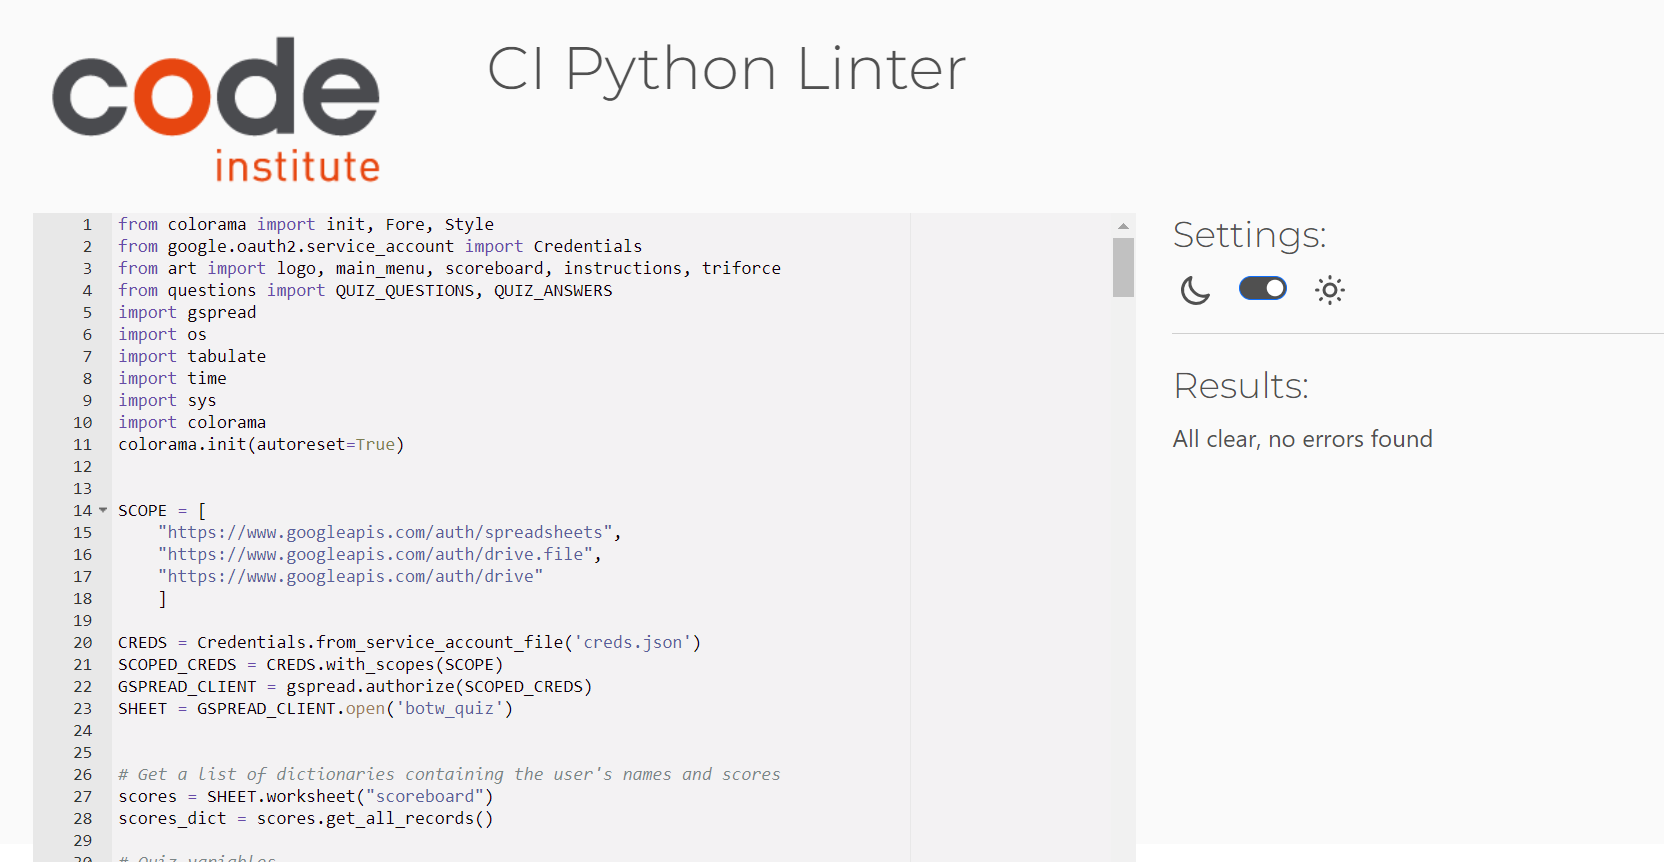 code
institute
CI Python Linter
1 from colorama import init, Fore, Style
2 from google.oauth2.service_account import Credentials
3 from art import logo, main_menu, scoreboard, instructions, triforce
4 from questions import QUIZ_QUESTIONS, QUIZ_ANSWERS
5 import gspread
6 import os
7 import tabulate
8 import time
9 import sys
10 import colorama
11 colorama.init(autoreset=True)
12
13
14 SCOPE = [
15     "https://www.googleapis.com/auth/spreadsheets",
16     "https://www.googleapis.com/auth/drive.file",
17     "https://www.googleapis.com/auth/drive"
18     ]
19
20 CREDS = Credentials.from_service_account_file('creds.json')
21 SCOPED_CREDS = CREDS.with_scopes(SCOPE)
22 GSPREAD_CLIENT = gspread.authorize(SCOPED_CREDS)
23 SHEET = GSPREAD_CLIENT.open('botw_quiz')
24
25
26 # Get a list of dictionaries containing the user's names and scores
27 scores = SHEET.worksheet("scoreboard")
28 scores_dict = scores.get_all_records()
29
30 # Quiz variables
Settings:
Results:
All clear, no errors found